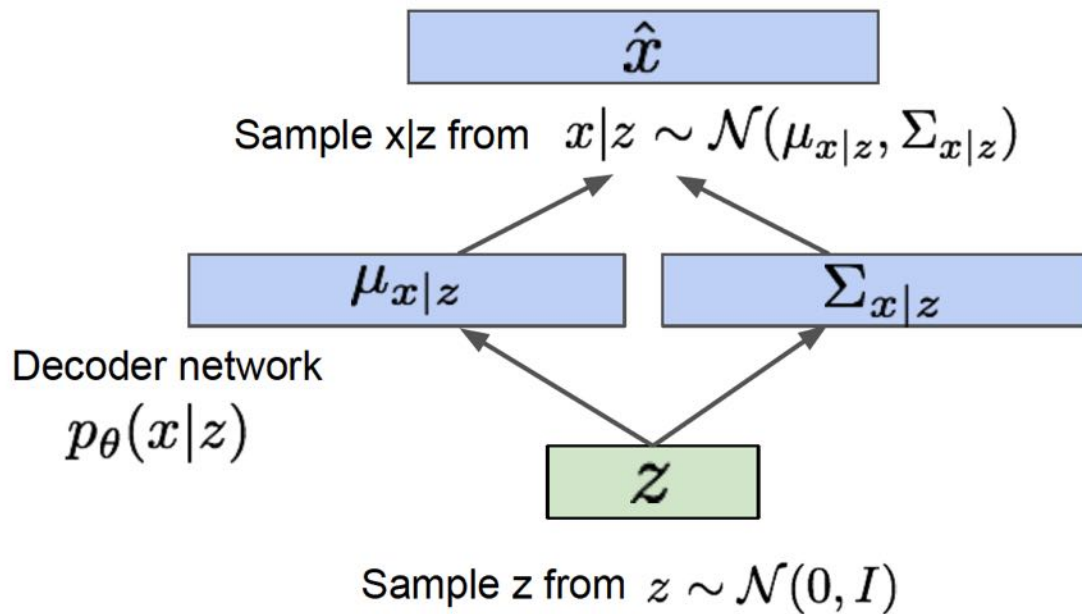 x̂
Sample x|z from x|z ∼ 𝒩(μ_{x|z}, Σ_{x|z})
μ_{x|z}
Σ_{x|z}
Decoder network
p_θ(x|z)
z
Sample z from z ∼ 𝒩(0, I)